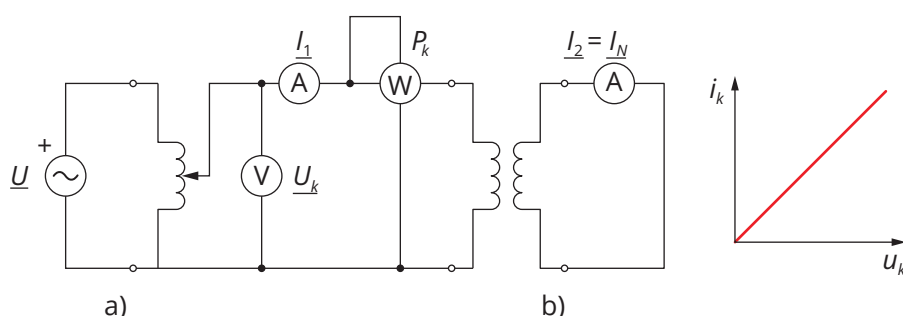 I1
Pk
I2 = IN
A
W
A
ik
+
U
V
Uk
uk
a)
b)